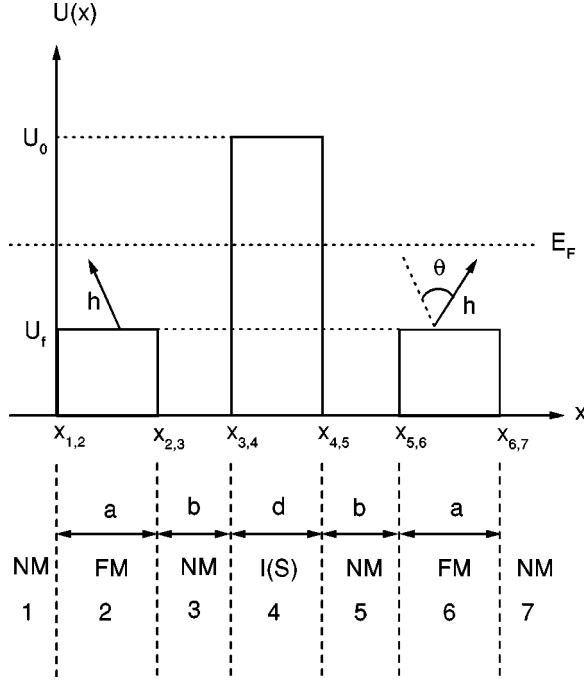 U(x)
U₀
E_F
θ
h
h
U_f
x
x₁,₂ x₂,₃ x₃,₄ x₄,₅ x₅,₆ x₆,₇
a b d b a
NM FM NM I(S) NM FM NM
1 2 3 4 5 6 7